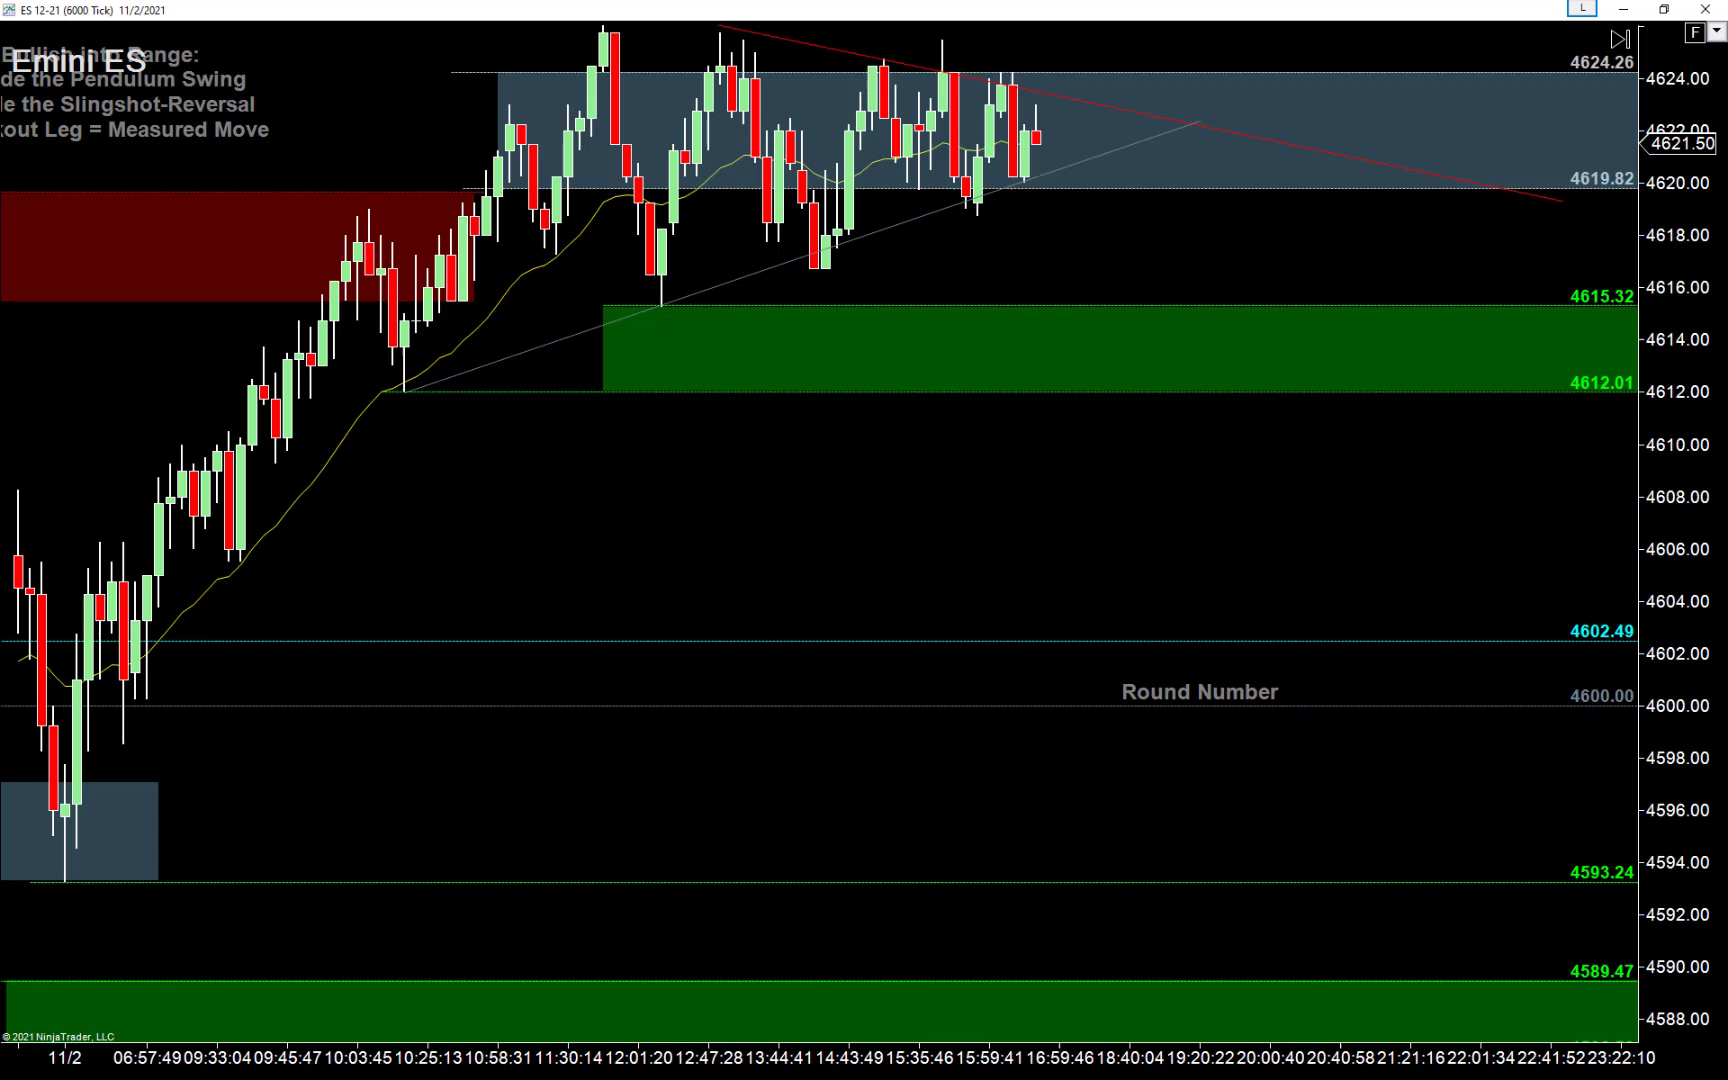 ES 12-21 (6000 Tick) 11/2/2021
L
F
Bullish into Range:
Emini ES
de the Pendulum Swing
le the Slingshot-Reversal
out Leg = Measured Move
4624.26
4624.00
4622.00
4621.50
4619.82
4620.00
4618.00
4615.32
4616.00
4614.00
4612.01
4612.00
4610.00
4608.00
4606.00
4604.00
4602.49
4602.00
Round Number
4600.00
4600.00
4598.00
4596.00
4594.00
4593.24
4592.00
4589.47
4590.00
4588.00
© 2021 NinjaTrader, LLC
11/2 06:57:49 09:33:04 09:45:47 10:03:45 10:25:13 10:58:31 11:30:14 12:01:20 12:47:28 13:44:41 14:43:49 15:35:46 15:59:41 16:59:46 18:40:04 19:20:22 20:00:40 20:40:58 21:21:16 22:01:34 22:41:52 23:22:10